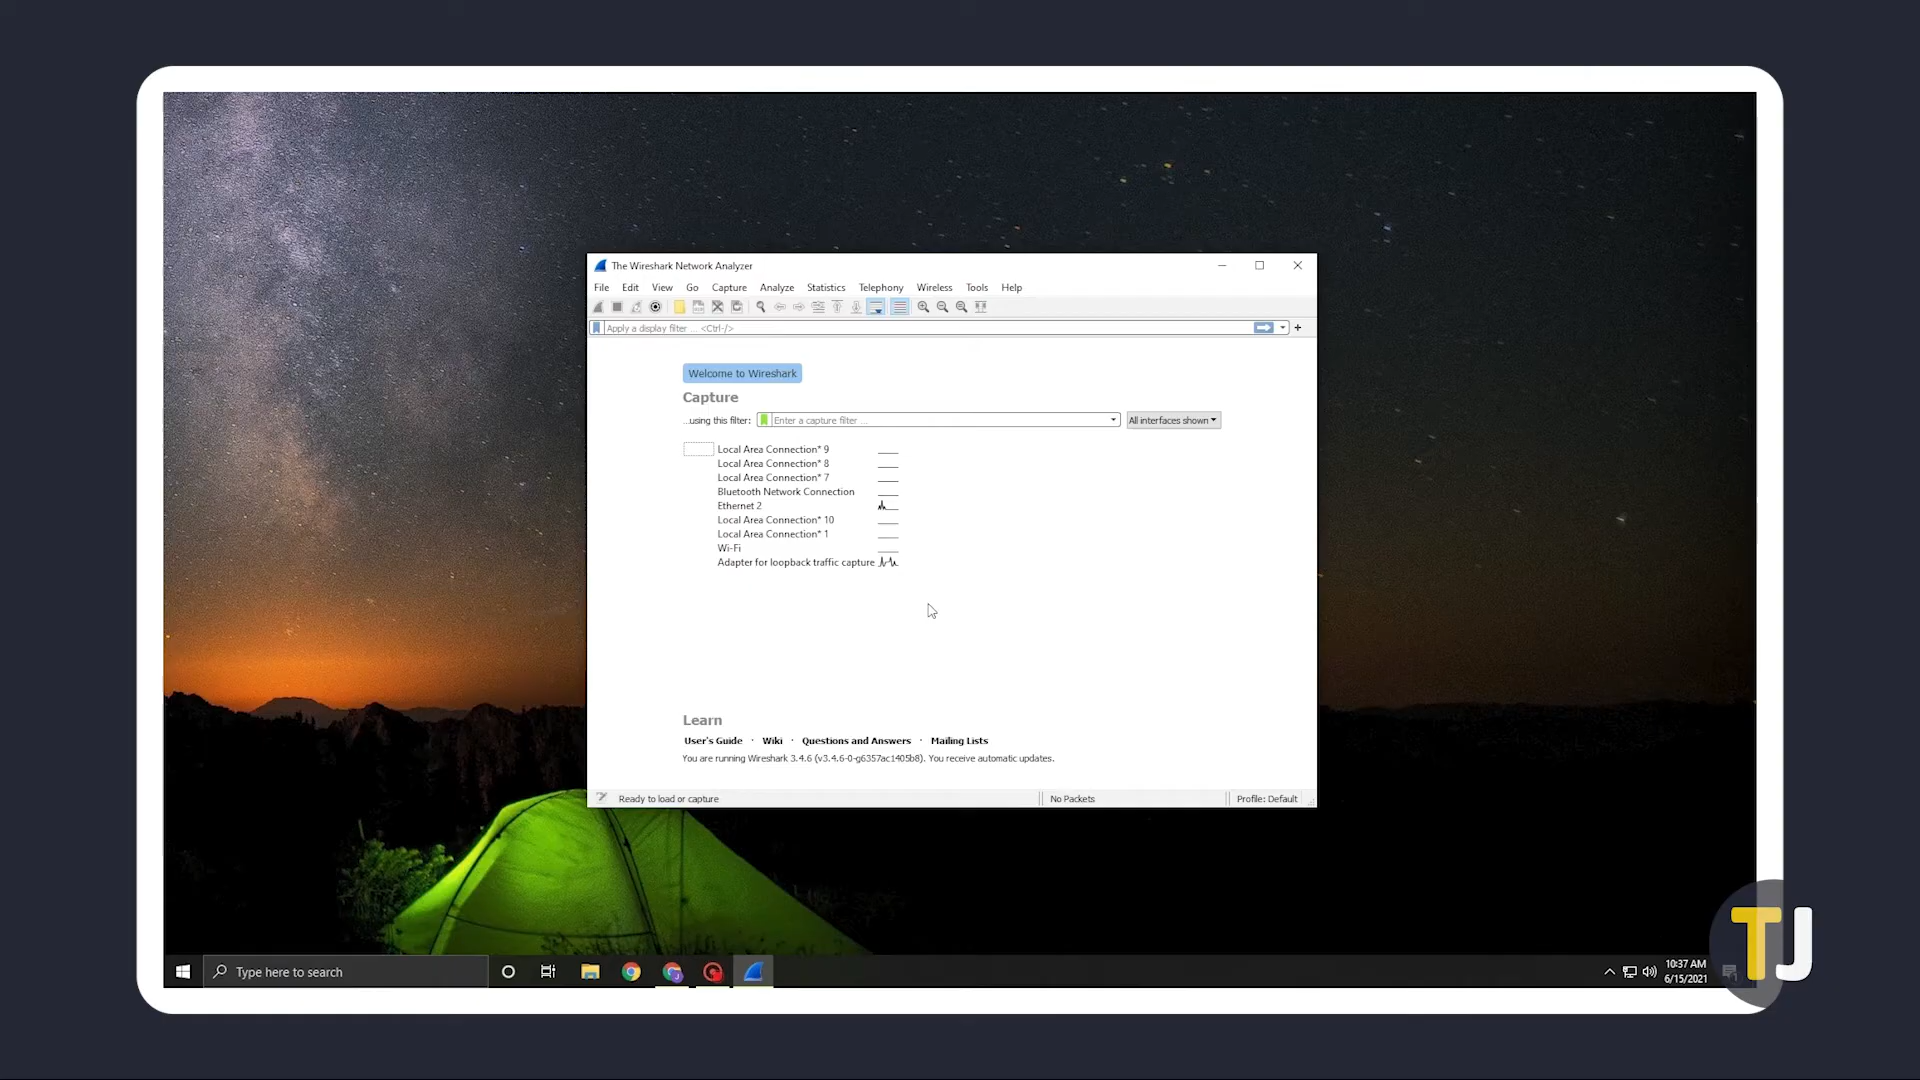 The Wireshark Network Analyzer
File Edit View Go Capture Analyze Statistics Telephony Wireless Tools Help
Apply a display filter ... <Ctrl-/>
Welcome to Wireshark
Capture
...using this filter: Enter a capture filter ... All interfaces shown
Local Area Connection* 9
Local Area Connection* 8
Local Area Connection* 7
Bluetooth Network Connection
Ethernet 2
Local Area Connection* 10
Local Area Connection* 1
Wi-Fi
Adapter for loopback traffic capture
Learn
User's Guide · Wiki · Questions and Answers · Mailing Lists
You are running Wireshark 3.4.6 (v3.4.6-0-g6357ac1405b8). You receive automatic updates.
Ready to load or capture No Packets Profile: Default
Type here to search
10:37 AM
6/15/2021
TJ